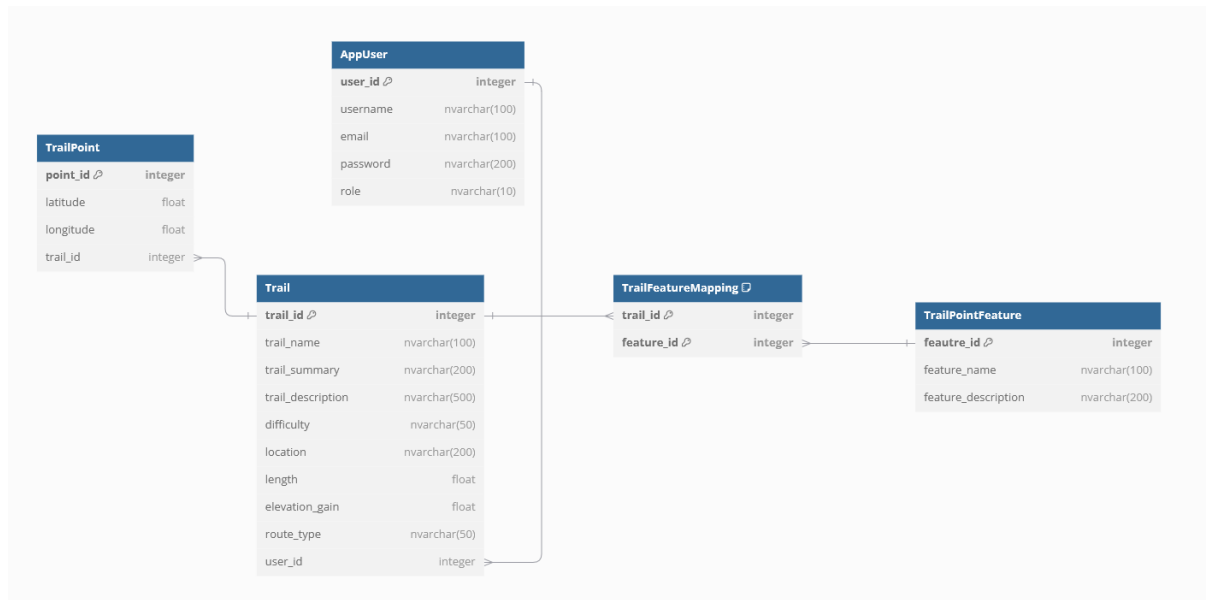 AppUser
user_id integer
username nvarchar(100)
email nvarchar(100)
password nvarchar(200)
role nvarchar(10)
TrailPoint
point_id integer
latitude float
longitude float
trail_id integer
Trail
trail_id integer
trail_name nvarchar(100)
trail_summary nvarchar(200)
trail_description nvarchar(500)
difficulty nvarchar(50)
location nvarchar(200)
length float
elevation_gain float
route_type nvarchar(50)
user_id integer
TrailFeatureMapping
trail_id integer
feature_id integer
TrailPointFeature
feautre_id integer
feature_name nvarchar(100)
feature_description nvarchar(200)